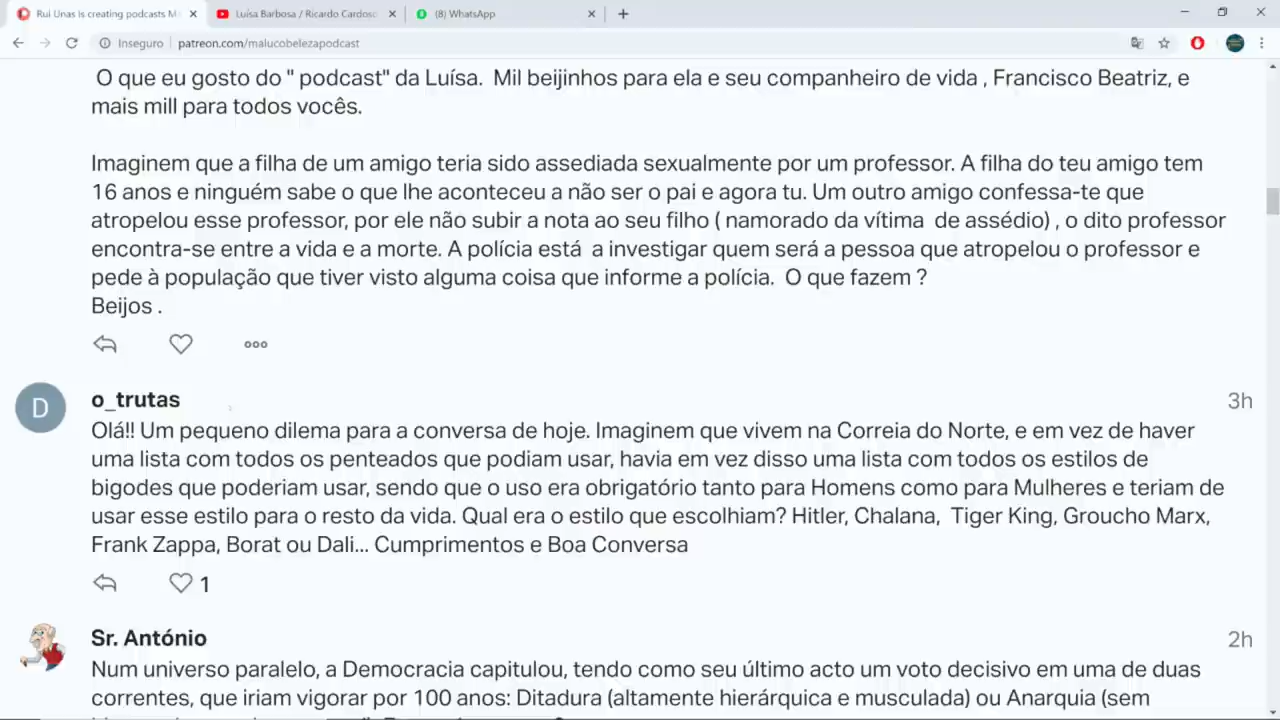 Rui Unas is creating podcasts M
Luísa Barbosa / Ricardo Cardoso
(8) WhatsApp
Inseguro
patreon.com/malucobelezapodcast
O que eu gosto do " podcast" da Luísa.  Mil beijinhos para ela e seu companheiro de vida , Francisco Beatriz, e
mais mill para todos vocês.
Imaginem que a filha de um amigo teria sido assediada sexualmente por um professor. A filha do teu amigo tem
16 anos e ninguém sabe o que lhe aconteceu a não ser o pai e agora tu. Um outro amigo confessa-te que
atropelou esse professor, por ele não subir a nota ao seu filho ( namorado da vítima  de assédio) , o dito professor
encontra-se entre a vida e a morte. A polícia está  a investigar quem será a pessoa que atropelou o professor e
pede à população que tiver visto alguma coisa que informe a polícia.  O que fazem ?
Beijos .
D
o_trutas
3h
Olá!! Um pequeno dilema para a conversa de hoje. Imaginem que vivem na Correia do Norte, e em vez de haver
uma lista com todos os penteados que podiam usar, havia em vez disso uma lista com todos os estilos de
bigodes que poderiam usar, sendo que o uso era obrigatório tanto para Homens como para Mulheres e teriam de
usar esse estilo para o resto da vida. Qual era o estilo que escolhiam? Hitler, Chalana,  Tiger King, Groucho Marx,
Frank Zappa, Borat ou Dali... Cumprimentos e Boa Conversa
1
Sr. António
2h
Num universo paralelo, a Democracia capitulou, tendo como seu último acto um voto decisivo em uma de duas
correntes, que iriam vigorar por 100 anos: Ditadura (altamente hierárquica e musculada) ou Anarquia (sem